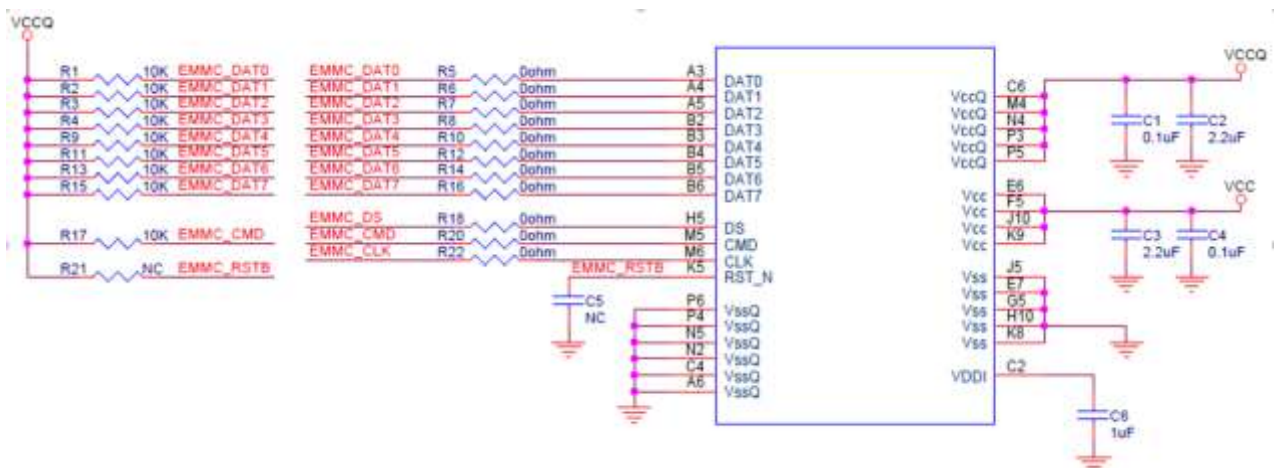 VCCQ
R1 10K EMMC_DAT0 EMMC_DAT0 R5 0ohm A3 DAT0
R2 10K EMMC_DAT1 EMMC_DAT1 R6 0ohm A4 DAT1
R3 10K EMMC_DAT2 EMMC_DAT2 R7 0ohm A5 DAT2
R4 10K EMMC_DAT3 EMMC_DAT3 R8 0ohm B2 DAT3
R9 10K EMMC_DAT4 EMMC_DAT4 R10 0ohm B3 DAT4
R11 10K EMMC_DAT5 EMMC_DAT5 R12 0ohm B4 DAT5
R13 10K EMMC_DAT6 EMMC_DAT6 R14 0ohm B5 DAT6
R15 10K EMMC_DAT7 EMMC_DAT7 R16 0ohm B6 DAT7
EMMC_DS R18 0ohm H5 DS
R17 10K EMMC_CMD EMMC_CMD R20 0ohm M5 CMD
EMMC_CLK R22 0ohm M6 CLK
R21 NC EMMC_RSTB EMMC_RSTB K5 RST_N
C5
NC
P6 VssQ
P4 VssQ
N5 VssQ
N2 VssQ
C4 VssQ
A6 VssQ
VCCQ
VccQ C6
VccQ M4
VccQ N4
VccQ P3
VccQ P5
C1
0.1uF
C2
2.2uF
VCC
Vcc E6
Vcc F5
Vcc J10
Vcc K9
C3
2.2uF
C4
0.1uF
Vss J5
Vss E7
Vss G5
Vss H10
Vss K8
VDDI C2
C6
1uF